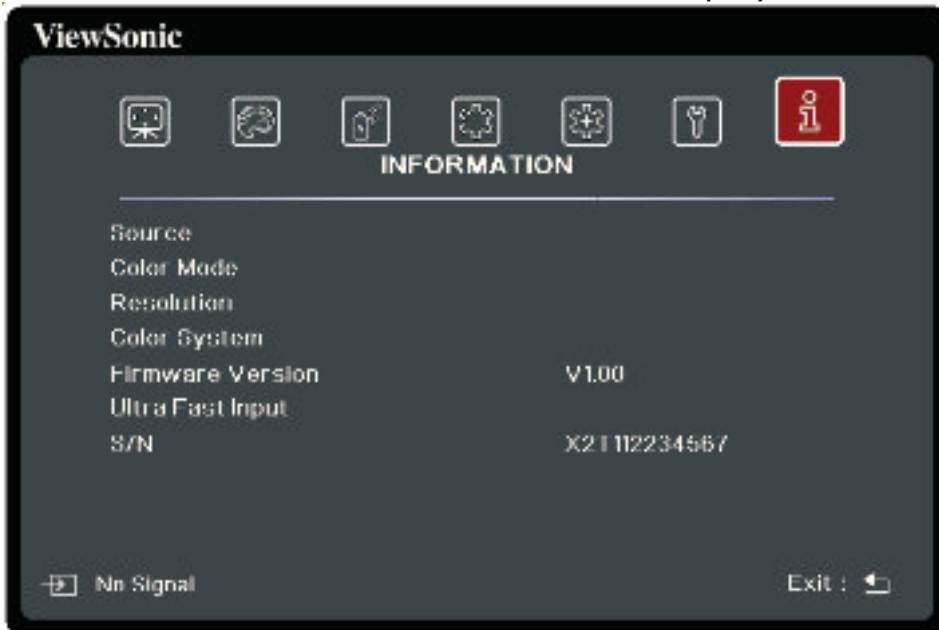 ViewSonic
INFORMATION
Source
Color Mode
Resolution
Color System
Firmware Version V1.00
Ultra Fast Input
S/N X2T112234567
No Signal
Exit :